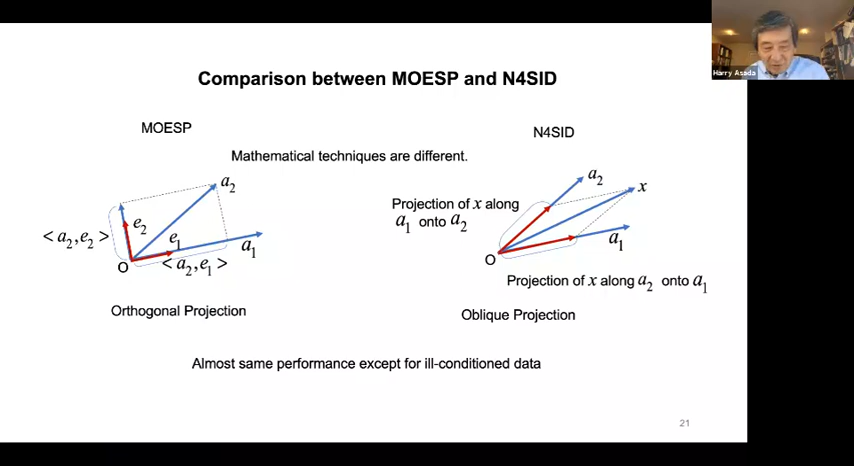 Harry Asada
Comparison between MOESP and N4SID
MOESP
N4SID
Mathematical techniques are different.
a2
e2
<a2,e2>
e1
a1
O
<a2,e1>
Orthogonal Projection
a2
x
Projection of x along
a1 onto a2
a1
O
Projection of x along a2 onto a1
Oblique Projection
Almost same performance except for ill-conditioned data
21